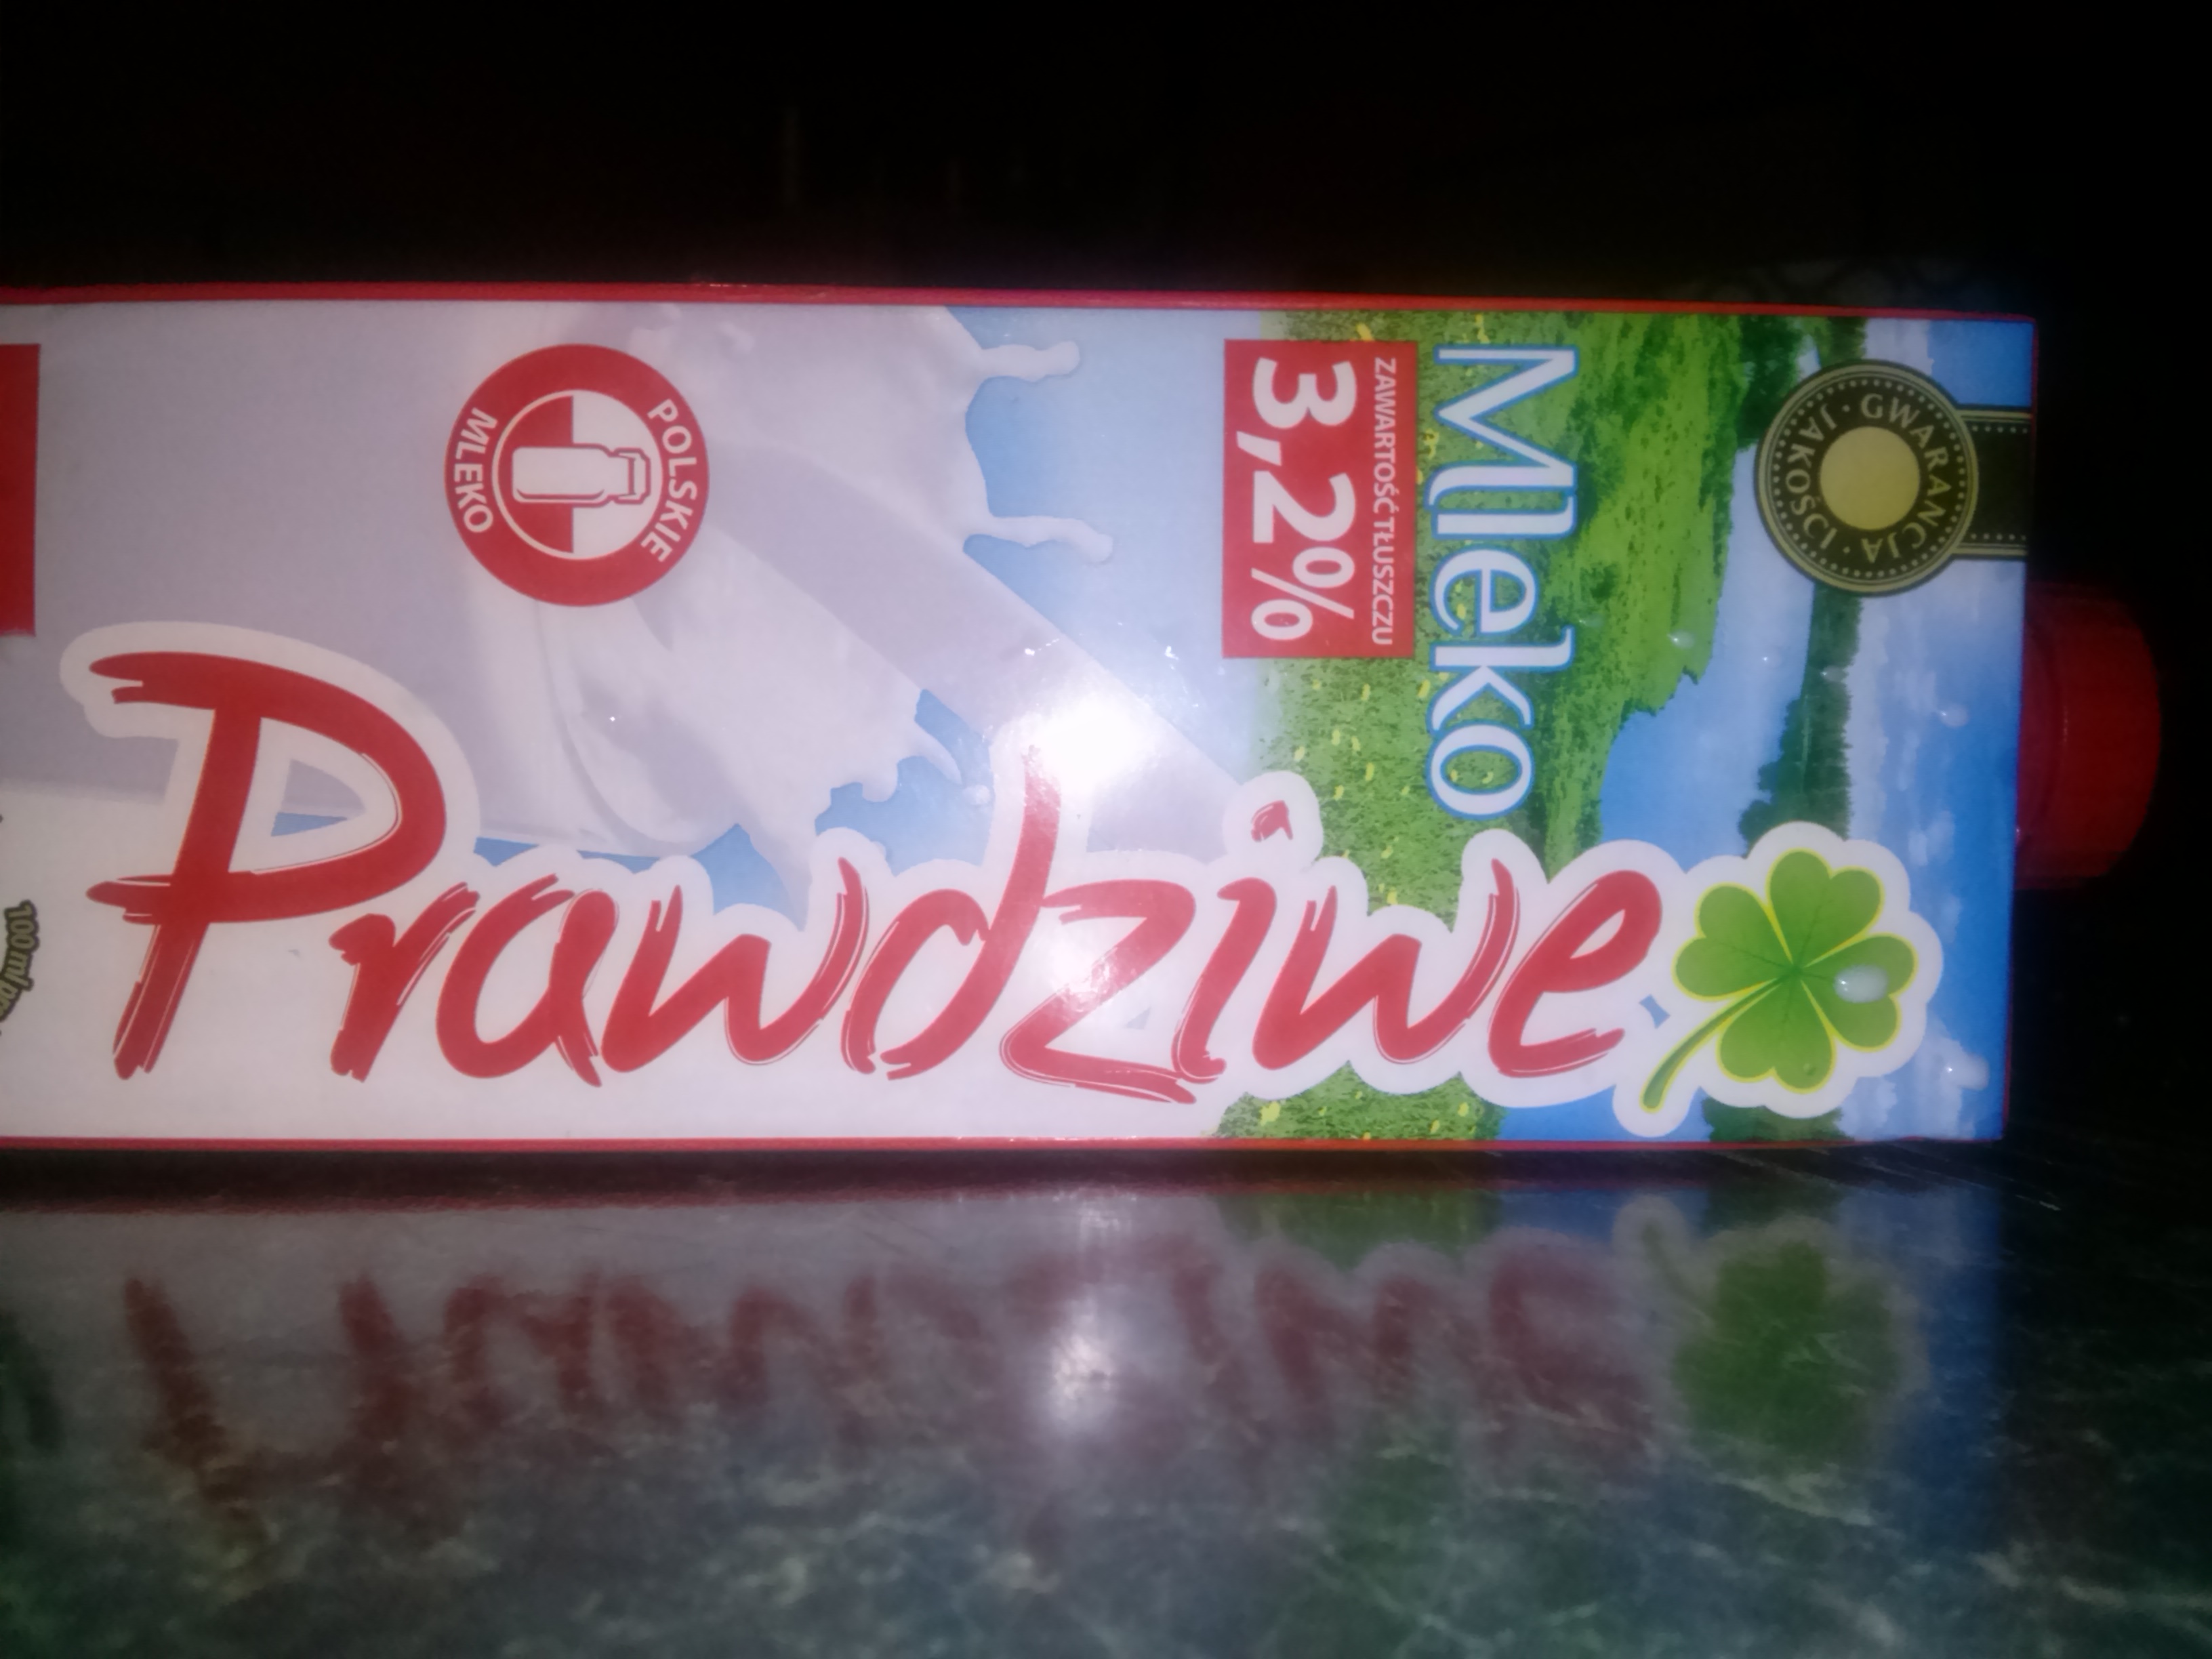 GWARANCJA
JAKOŚCI
Mleko
ZAWARTOŚĆ TŁUSZCZU
3,2%
Prawdziwe
POLSKIE
MLEKO